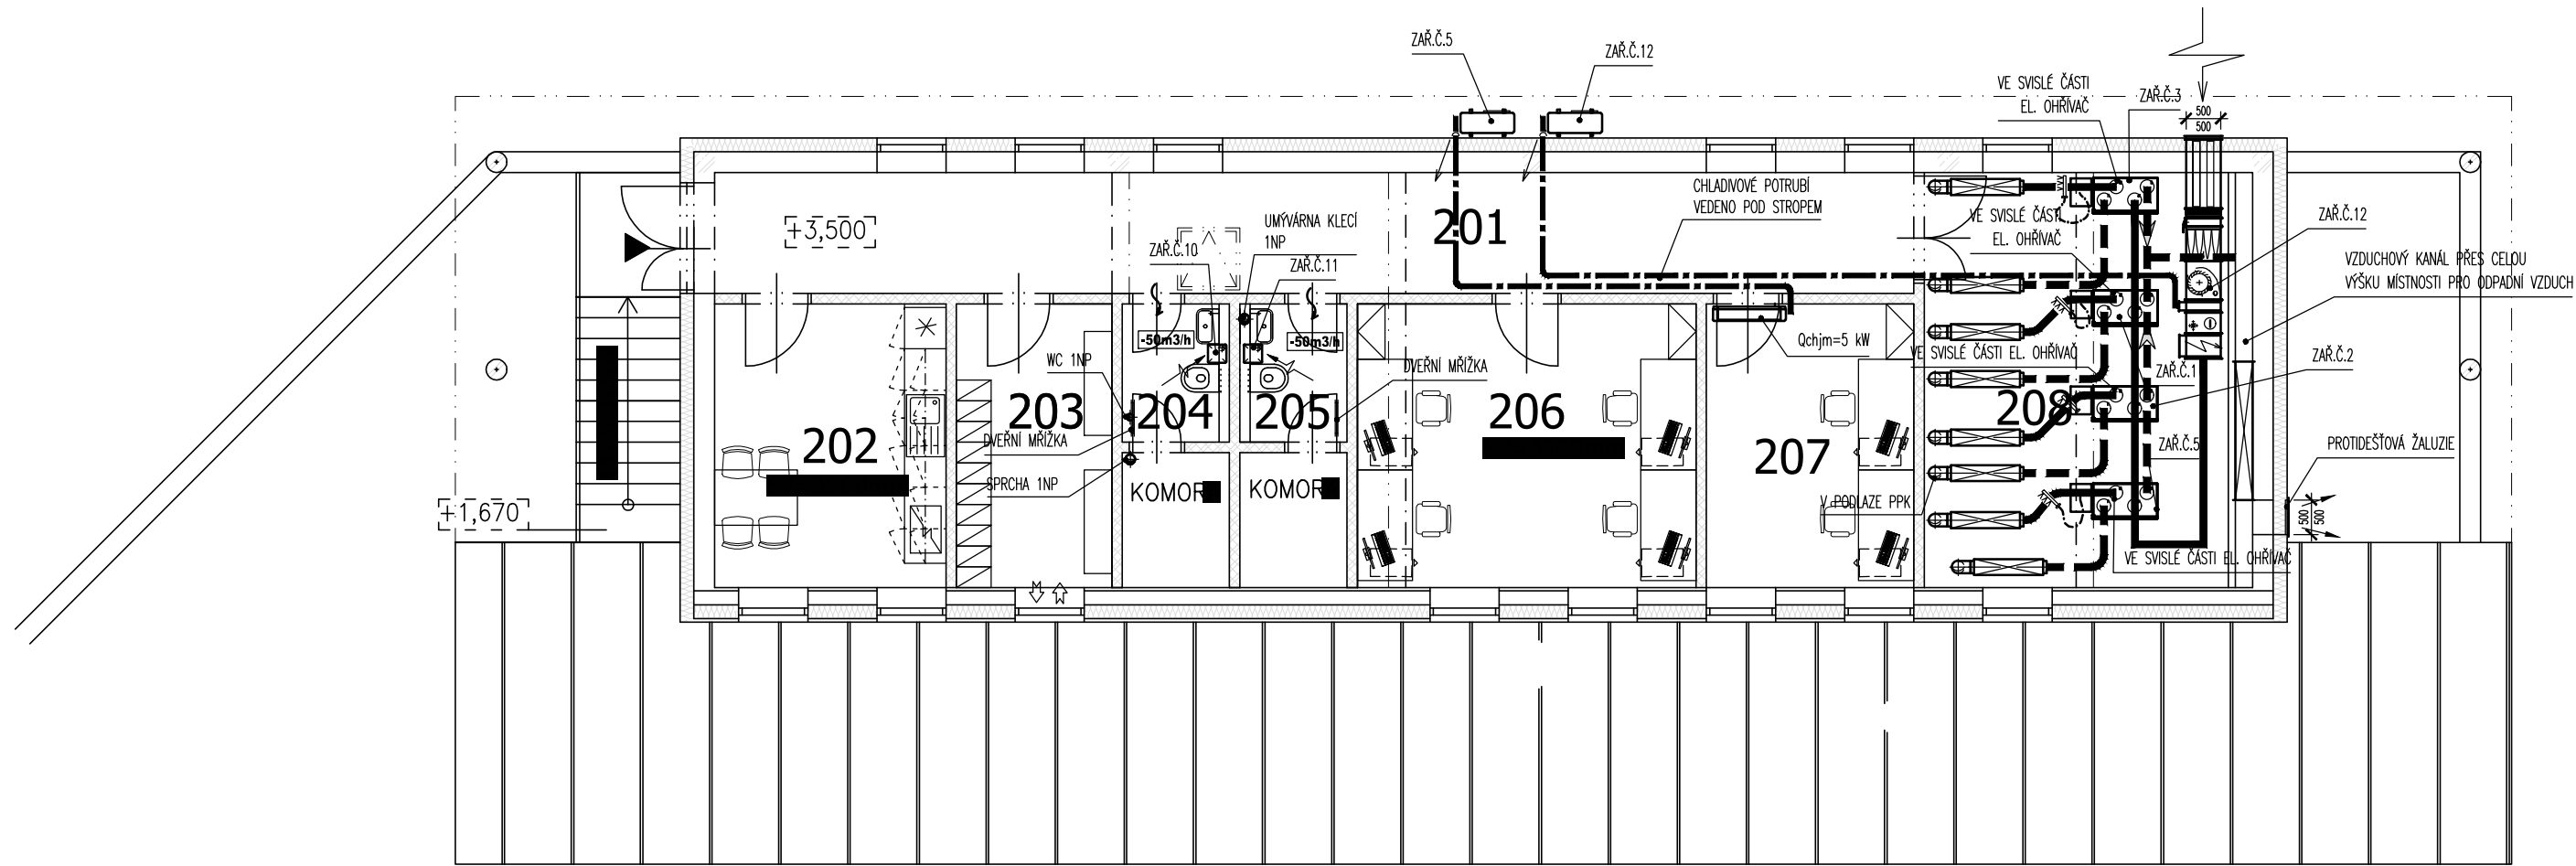 ZAŘ.Č.5
ZAŘ.Č.12
VE SVISLÉ ČÁSTI
EL. OHŘÍVAČ
ZAŘ.Č.3
500
500
CHLADIVOVÉ POTRUBÍ
VEDENO POD STROPEM
201
+3,500
UMÝVÁRNA KLECÍ
1NP
ZAŘ.Č.10
ZAŘ.Č.11
VE SVISLÉ ČÁSTI
EL. OHŘÍVAČ
ZAŘ.Č.12
VZDUCHOVÝ KANÁL PŘES CELOU
VÝŠKU MÍSTNOSTI PRO ODPADNÍ VZDUCH
-50m3/h
-50m3/h
Qchjm=5 kW
VE SVISLÉ ČÁSTI EL. OHŘÍVAČ
ZAŘ.Č.2
WC 1NP
DVEŘNÍ MŘÍŽKA
ZAŘ.Č.1
202
203
204
205
206
207
208
DVEŘNÍ MŘÍŽKA
ZAŘ.Č.5
PROTIDEŠŤOVÁ ŽALUZIE
SPRCHA 1NP
KOMOR
KOMOR
V PODLAZE PPK
+1,670
500
500
VE SVISLÉ ČÁSTI EL. OHŘÍVAČ